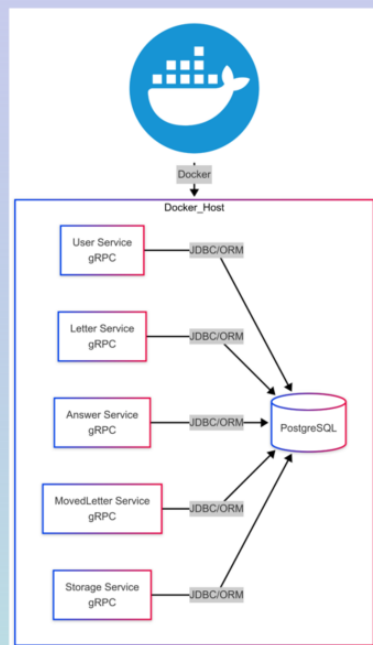 Docker
Docker_Host
User Service
gRPC
JDBC/ORM
Letter Service
gRPC
JDBC/ORM
Answer Service
gRPC
JDBC/ORM
PostgreSQL
MovedLetter Service
gRPC
JDBC/ORM
Storage Service
gRPC
JDBC/ORM